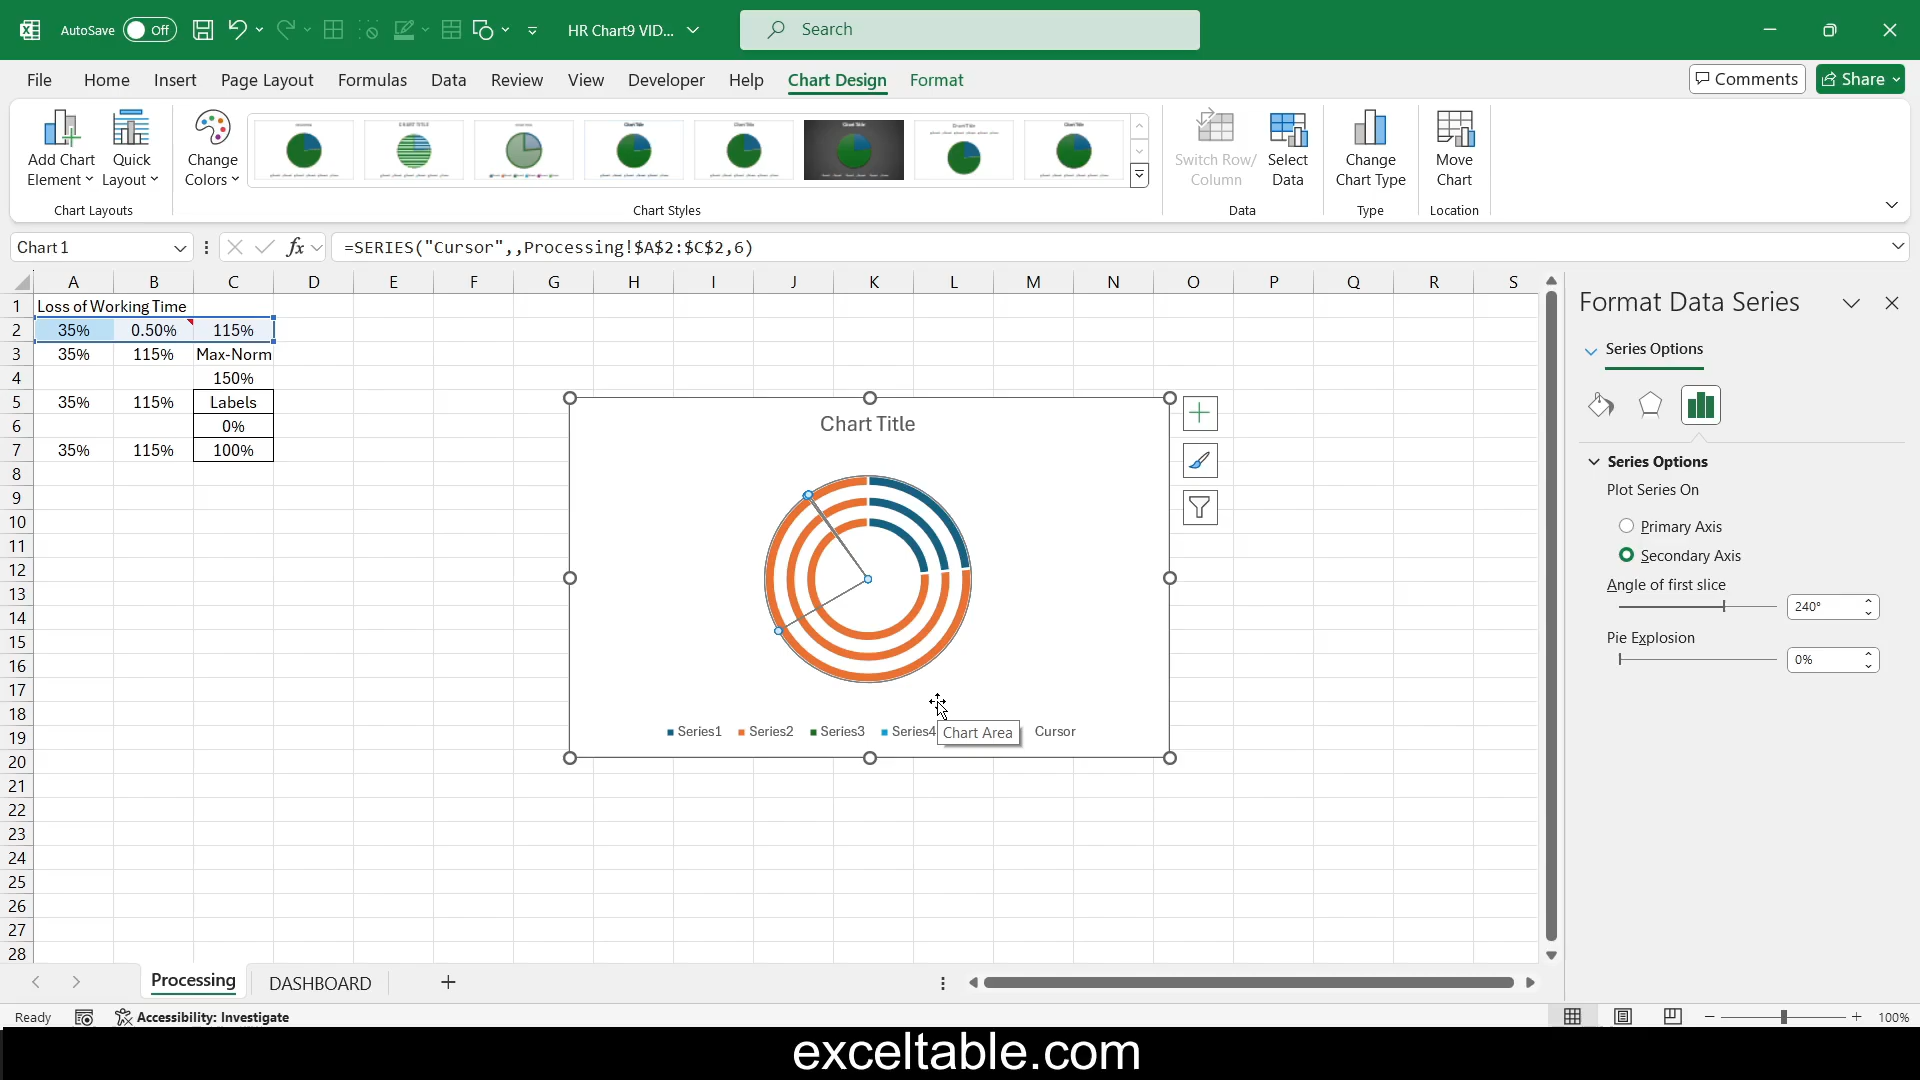 AutoSave Off HR Chart9 VID... Search
File Home Insert Page Layout Formulas Data Review View Developer Help Chart Design Format Comments Share
Add Chart Element Quick Layout Change Colors Switch Row/ Column Select Data Change Chart Type Move Chart
Chart Layouts Chart Styles Data Type Location
Chart 1 fx =SERIES("Cursor",,Processing!$A$2:$C$2,6)
A B C D E F G H I J K L M N O P Q R S
1 Loss of Working Time
2 35% 0.50% 115%
3 35% 115% Max-Norm
4 150%
5 35% 115% Labels
6 0%
7 35% 115% 100%
8
9
10
11
12
13
14
15
16
17
18
19
20
21
22
23
24
25
26
27
28
Chart Title
Series1 Series2 Series3 Series4 Cursor
Chart Area
Format Data Series
Series Options
Series Options
Plot Series On
Primary Axis
Secondary Axis
Angle of first slice
240°
Pie Explosion
0%
Processing DASHBOARD
Ready Accessibility: Investigate 100%
exceltable.com